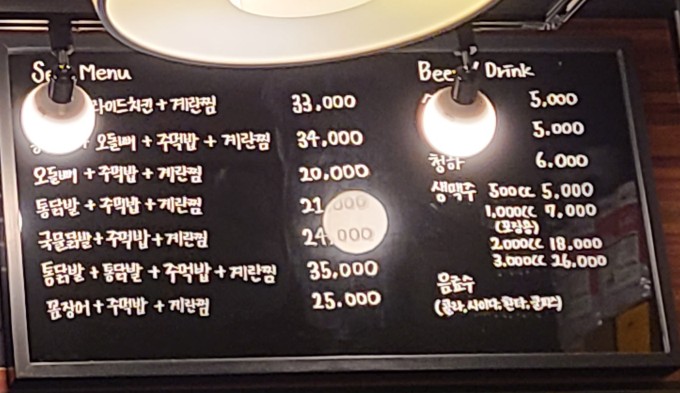 Menu
라이드치킨 + 계란찜 33,000
오돌뼈 + 주먹밥 + 계란찜 34,000
오돌뼈 + 주먹밥 + 계란찜 20,000
통닭발 + 주먹밥 + 계란찜
국물닭발 + 주먹밥 + 계란찜
통닭발 + 통닭발 + 주먹밥 + 계란찜 35,000
꼼장어 + 주먹밥 + 계란찜 25,000
Drink
5,000
5,000
청하 6,000
생맥주 500cc 5,000
1,000cc 7,000
2,000cc 18,000
3,000cc 26,000
음료수
(콜라, 사이다, 환타,